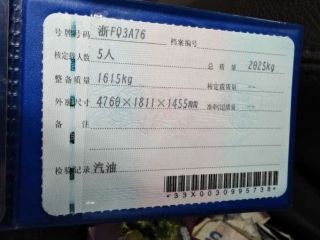 号牌号码 浙FQ3A76 档案编号
核定载人数 5人 总质量 2025kg
整备质量 1615kg 核定载质量
外廓尺寸 4760×1811×1455mm 准牵引总质量
备注
检验记录 汽油
*33X0030995738*